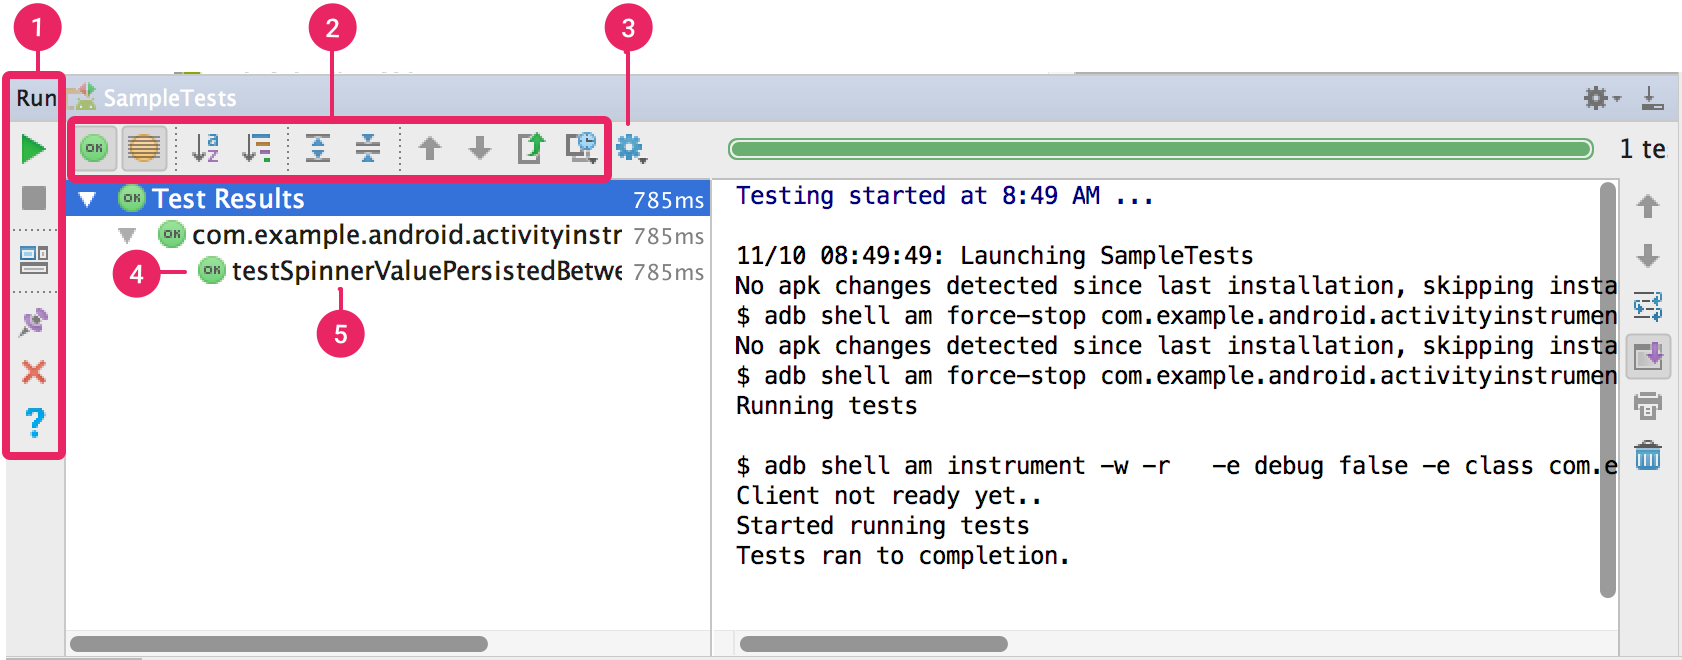 1
2
3
Run
SampleTests
OK
a
z
1 te
OK Test Results 785ms
OK com.example.android.activityinstr 785ms
4
OK testSpinnerValuePersistedBetwe 785ms
5
Testing started at 8:49 AM ...
11/10 08:49:49: Launching SampleTests
No apk changes detected since last installation, skipping insta
$ adb shell am force-stop com.example.android.activityinstrumen
No apk changes detected since last installation, skipping insta
$ adb shell am force-stop com.example.android.activityinstrumen
Running tests
$ adb shell am instrument -w -r   -e debug false -e class com.e
Client not ready yet..
Started running tests
Tests ran to completion.
?